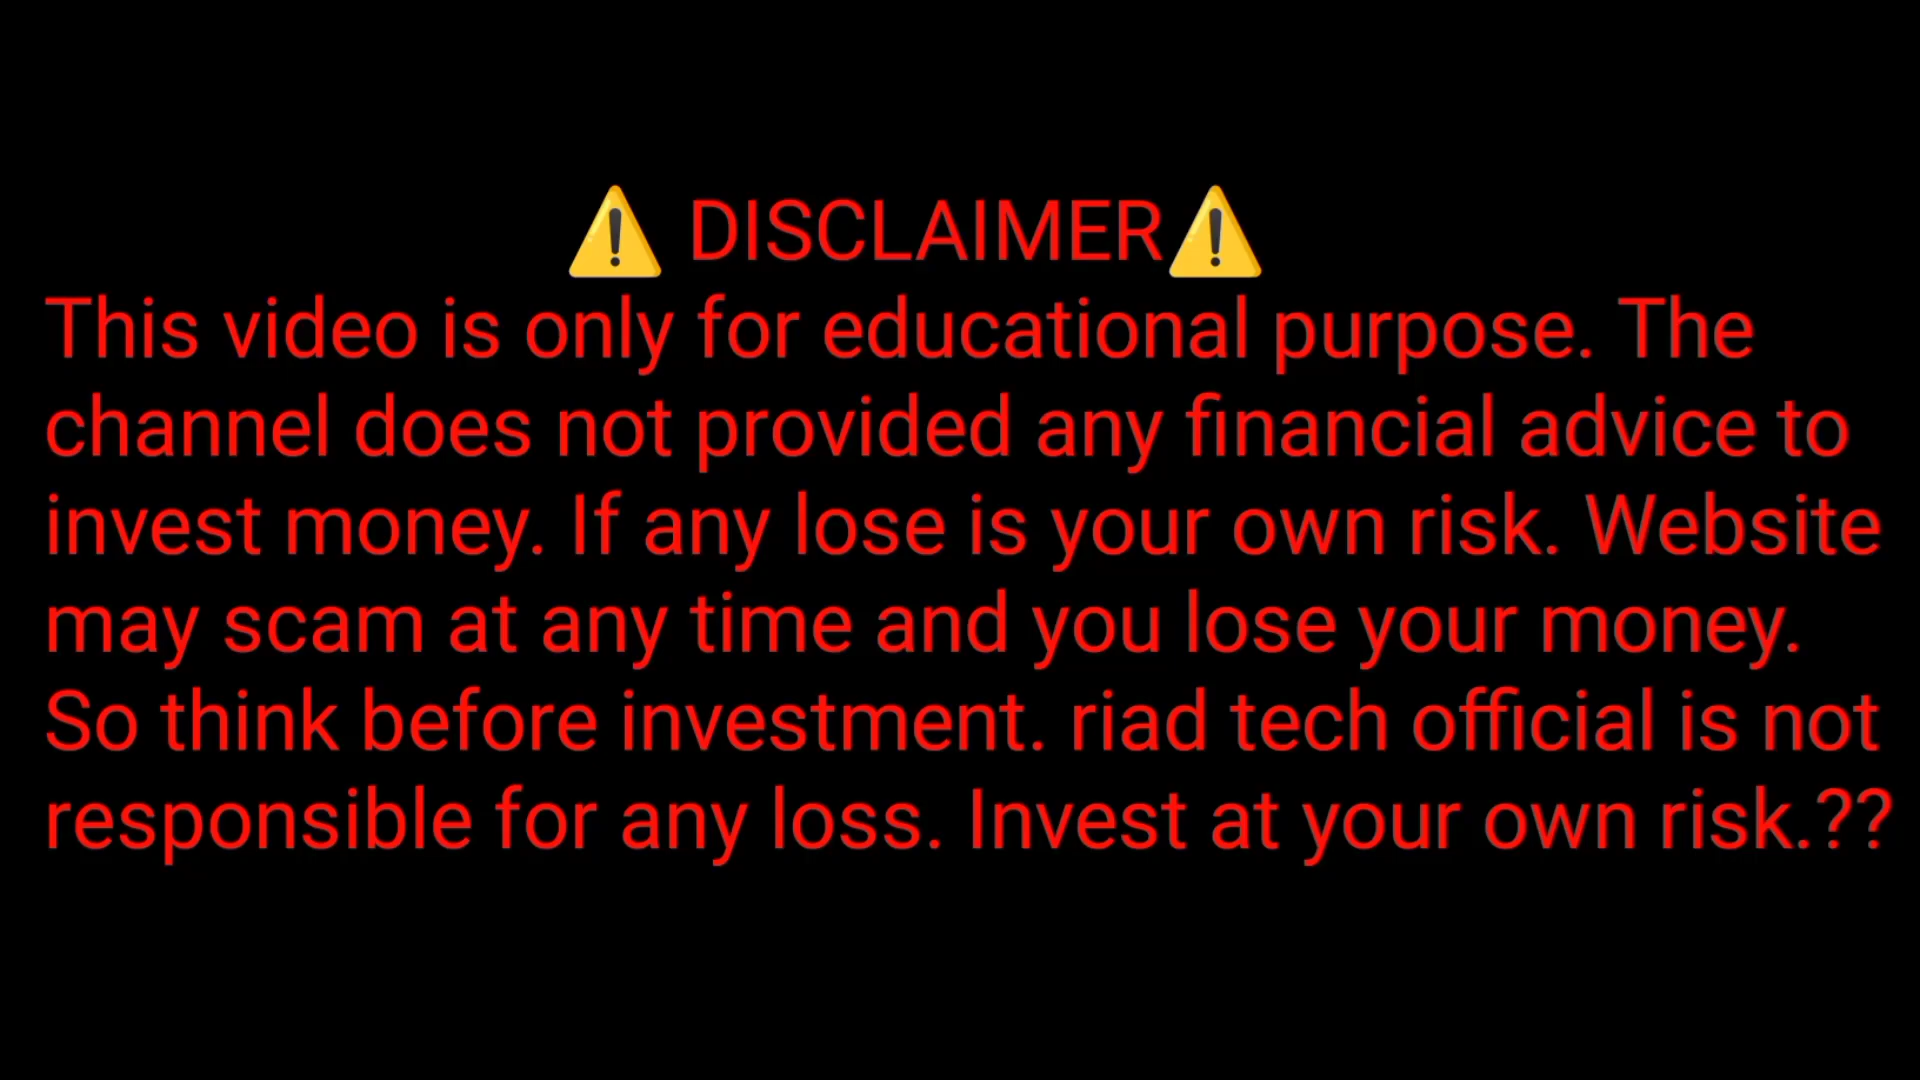 ⚠️ DISCLAIMER⚠️
This video is only for educational purpose. The
channel does not provided any financial advice to
invest money. If any lose is your own risk. Website
may scam at any time and you lose your money.
So think before investment. riad tech official is not
responsible for any loss. Invest at your own risk.??